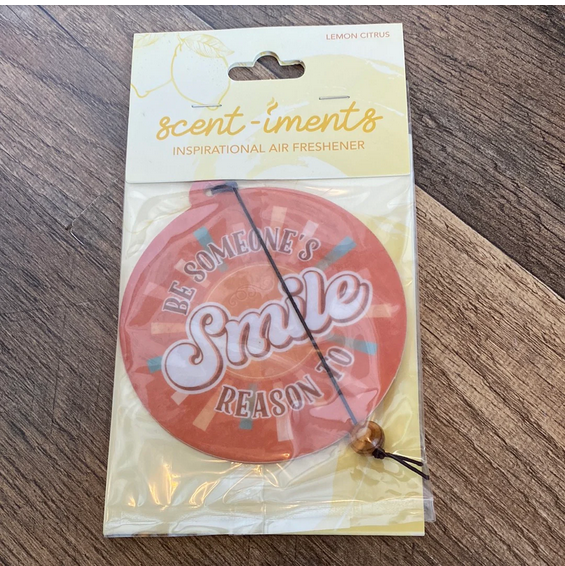 LEMON CITRUS
scent-iments
INSPIRATIONAL AIR FRESHENER
BE SOMEONE'S
Smile
REASON TO